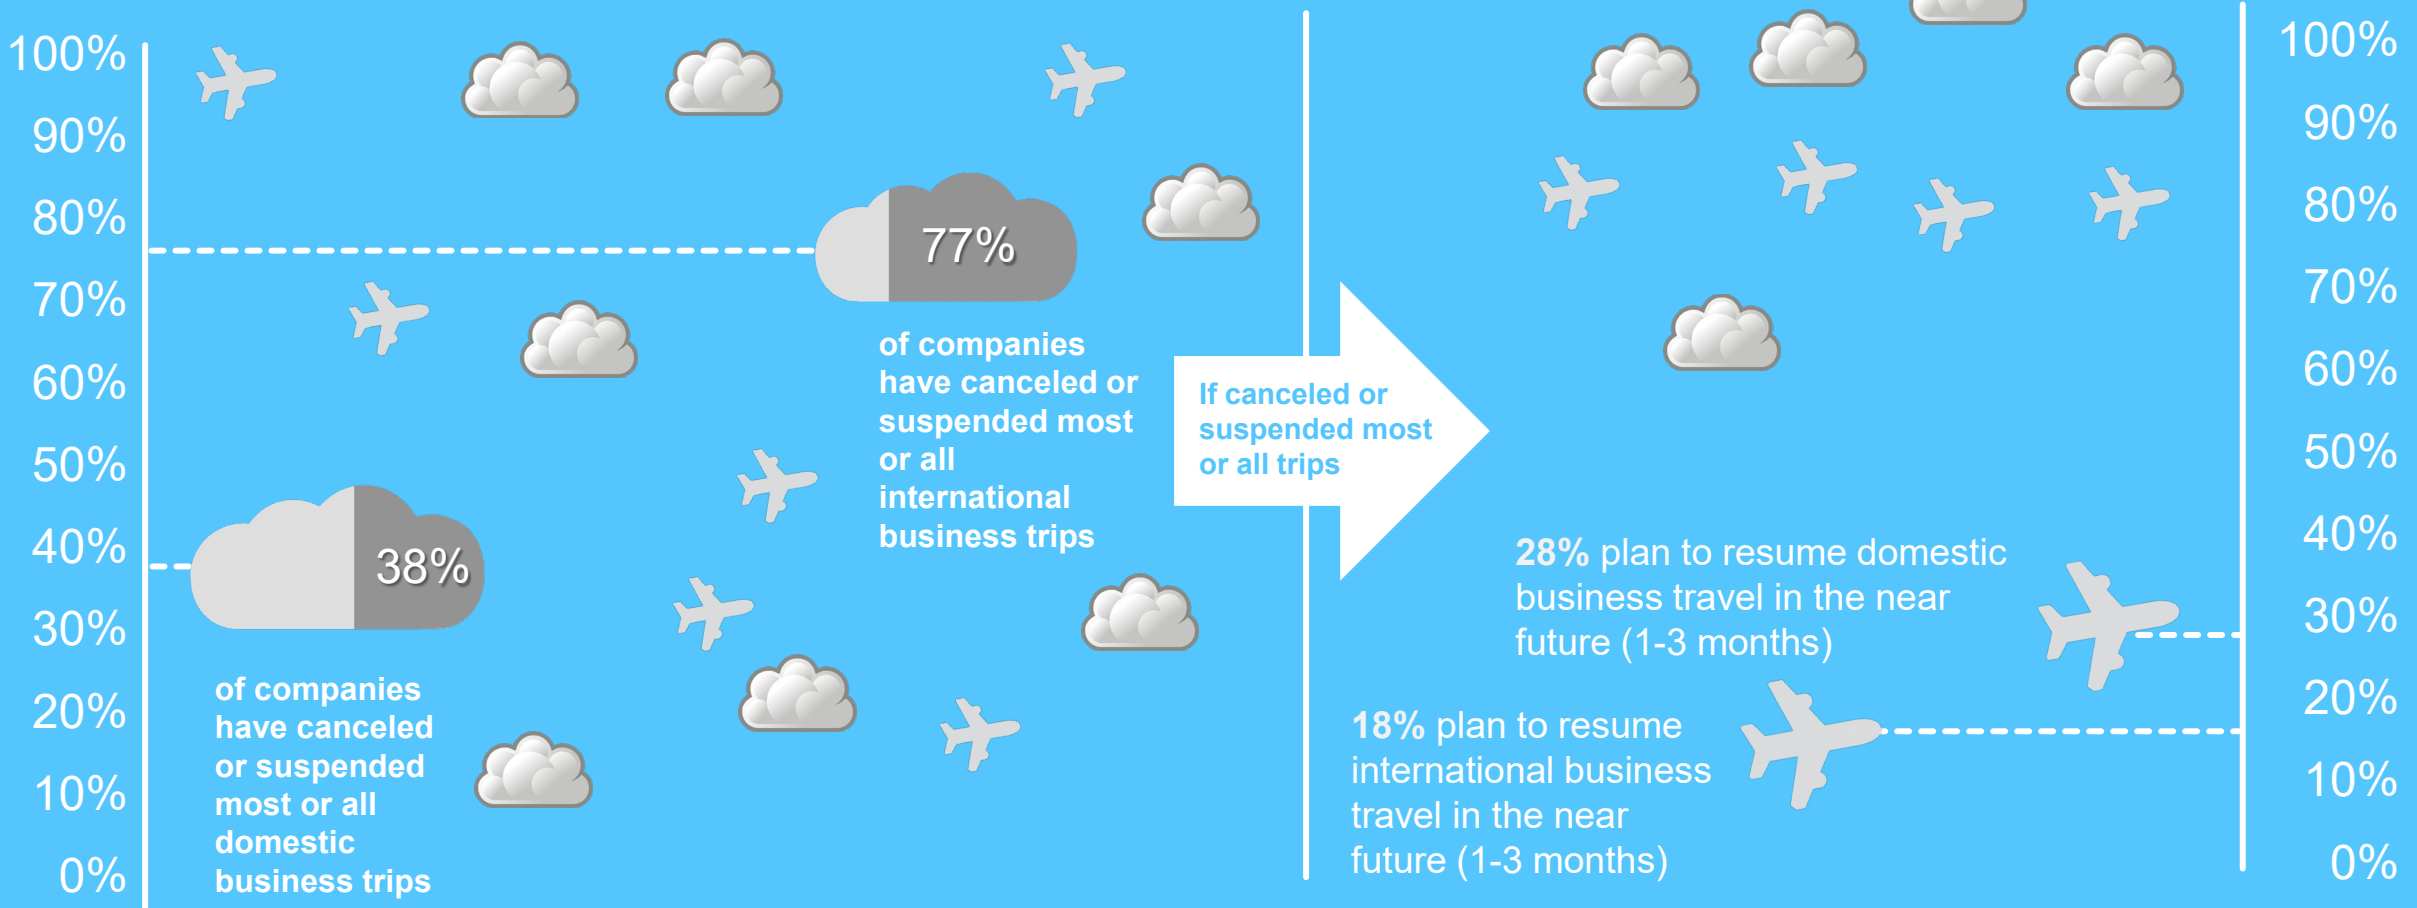 100%
90%
80%
70%
60%
50%
40%
30%
20%
10%
0%
77%
of companies
have canceled or
suspended most
or all
international
business trips
38%
of companies
have canceled
or suspended
most or all
domestic
business trips
If canceled or
suspended most
or all trips
28% plan to resume domestic
business travel in the near
future (1-3 months)
18% plan to resume
international business
travel in the near
future (1-3 months)
100%
90%
80%
70%
60%
50%
40%
30%
20%
10%
0%